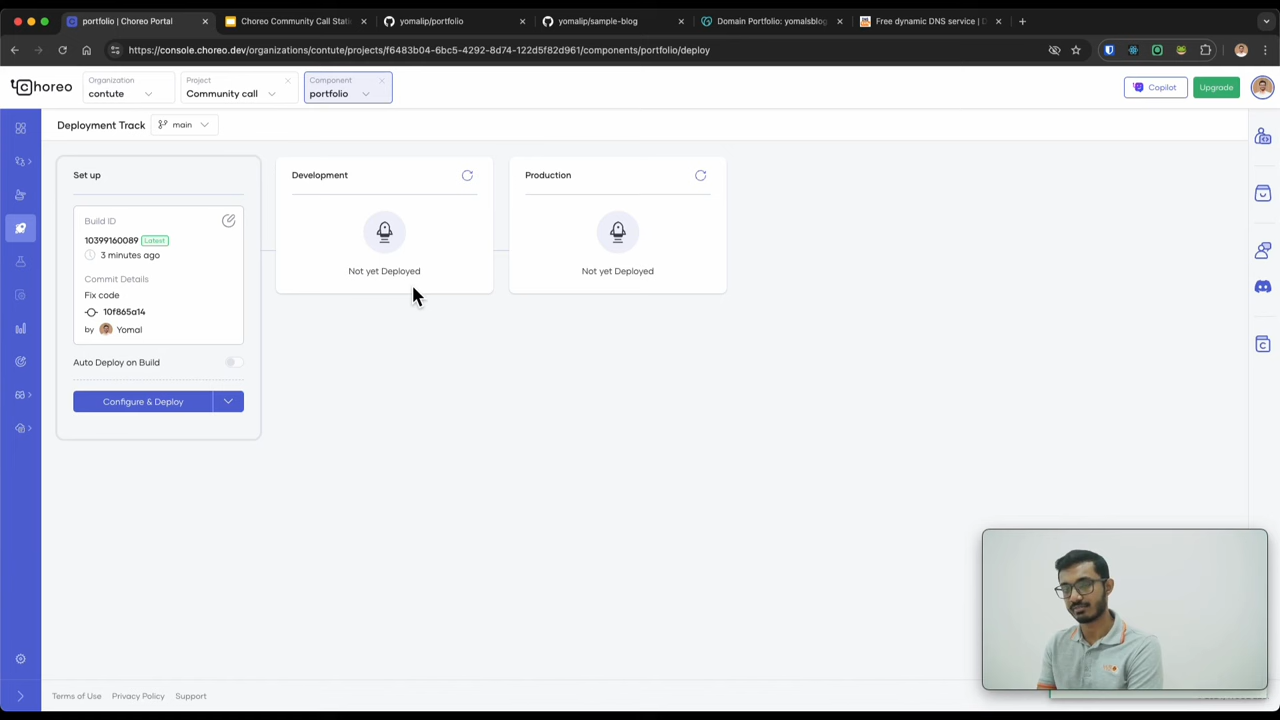 portfolio | Choreo Portal
Choreo Community Call Stati
yomalip/portfolio
yomalip/sample-blog
Domain Portfolio: yomalsblog
Free dynamic DNS service | D
https://console.choreo.dev/organizations/contute/projects/f6483b04-6bc5-4292-8d74-122d5f82d961/components/portfolio/deploy
Choreo
Organization
contute
Project
Community call
Component
portfolio
Copilot
Upgrade
Deployment Track
main
Set up
Build ID
10399160089 Latest
3 minutes ago
Commit Details
Fix code
10f865a14
by Yomal
Auto Deploy on Build
Configure & Deploy
Development
Not yet Deployed
Production
Not yet Deployed
Terms of Use
Privacy Policy
Support